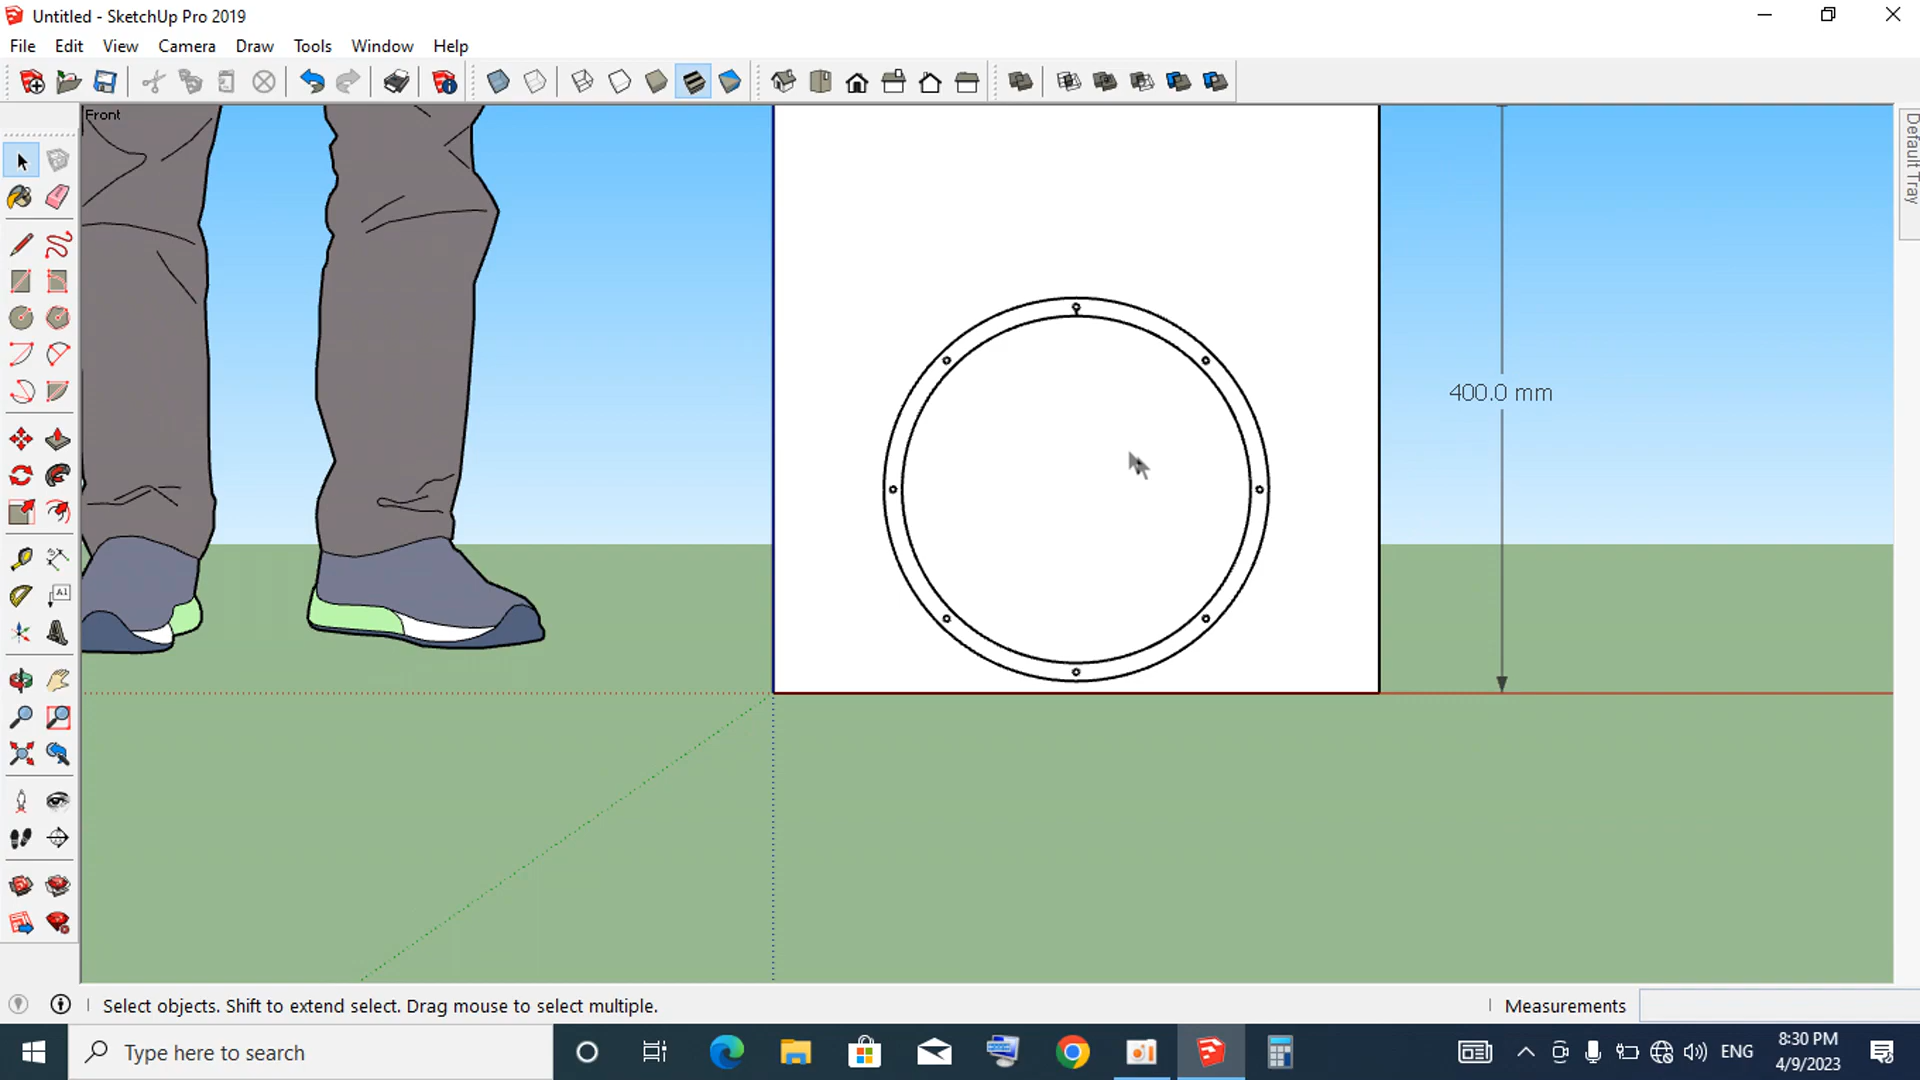 Untitled - SketchUp Pro 2019
File Edit View Camera Draw Tools Window Help
Front
Default Tray
400.0 mm
A1
Select objects. Shift to extend select. Drag mouse to select multiple.
Measurements
Type here to search
ENG
8:30 PM
4/9/2023